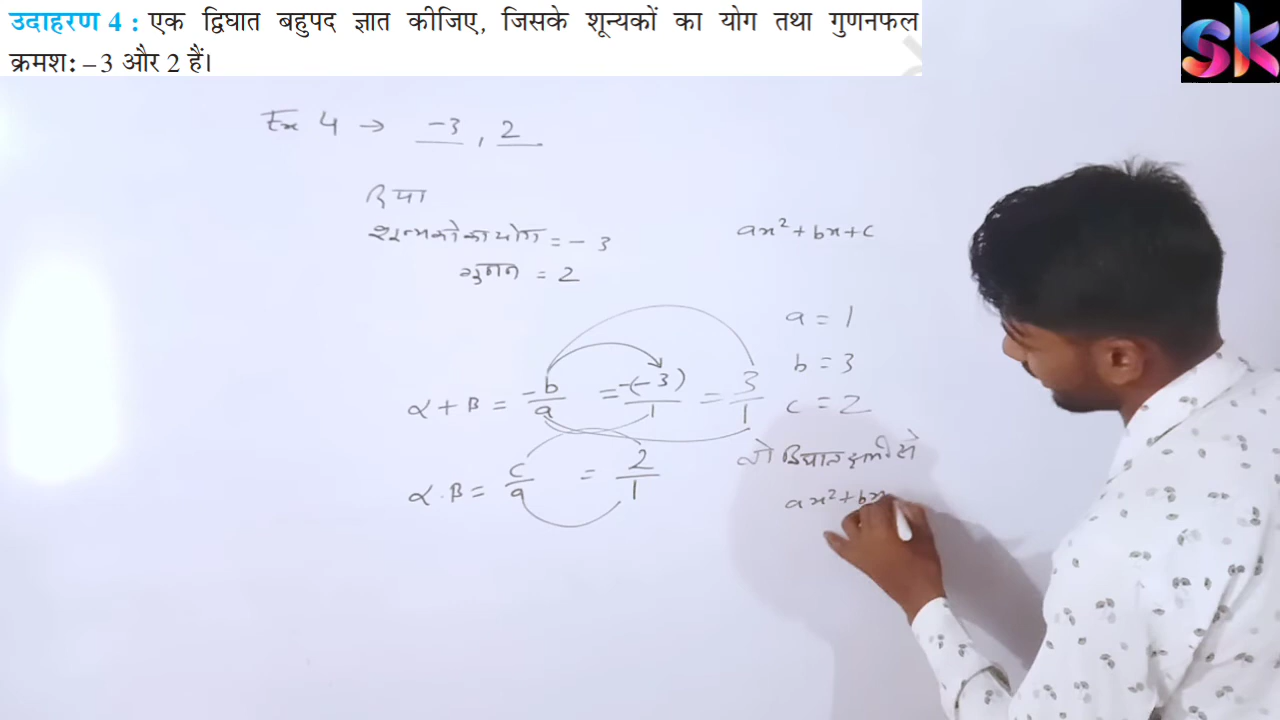 उदाहरण 4 : एक द्विघात बहुपद ज्ञात कीजिए, जिसके शून्यकों का योग तथा गुणनफल
क्रमश: – 3 और 2 हैं।
sk
Ex 4 → -3 , 2
दिया
शून्यको का योग = - 3
गुणन = 2
ax² + bx + c
a = 1
b = 3
c = 2
α + β = -b/a = -(-3)/1 = 3/1
α . β = c/a = 2/1
ax² + bx